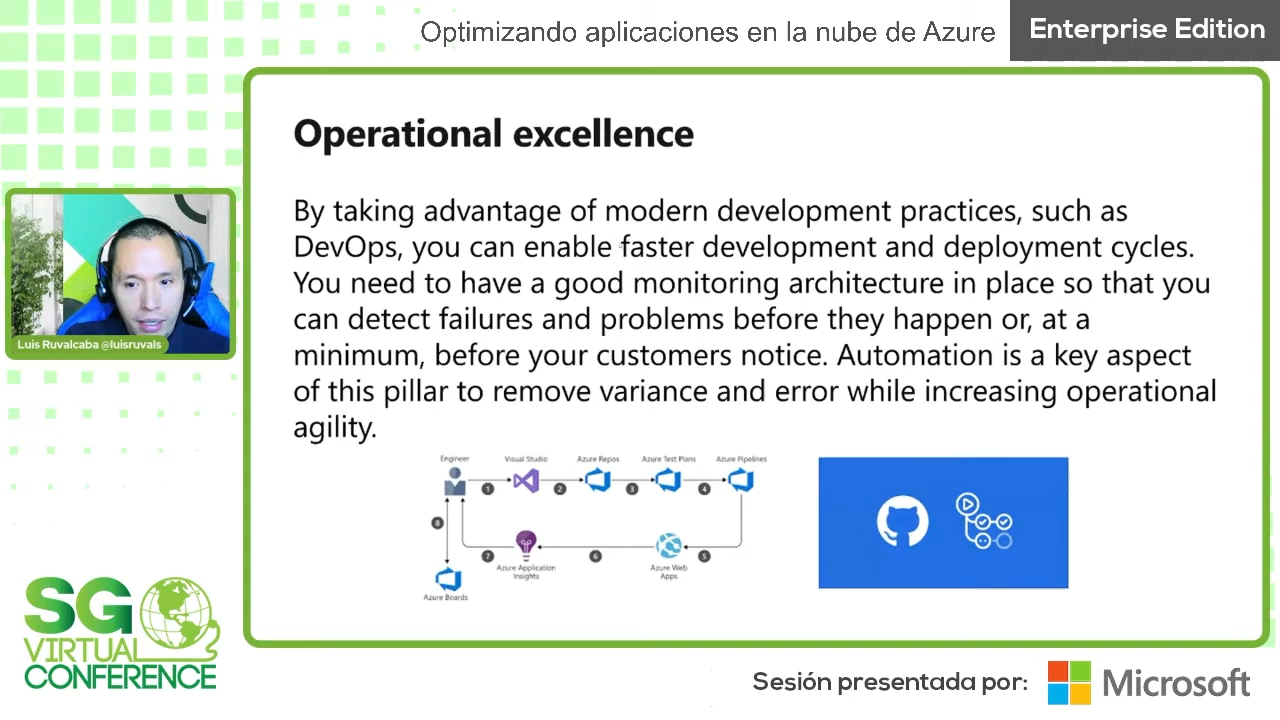 Optimizando aplicaciones en la nube de Azure
Enterprise Edition
Operational excellence
By taking advantage of modern development practices, such as
DevOps, you can enable faster development and deployment cycles.
You need to have a good monitoring architecture in place so that you
can detect failures and problems before they happen or, at a
minimum, before your customers notice. Automation is a key aspect
of this pillar to remove variance and error while increasing operational
agility.
Luis Ruvalcaba @luisruvals
Engineer
Visual Studio
Azure Repos
Azure Test Plans
Azure Pipelines
1
2
3
4
8
7
6
5
Azure Application
Insights
Azure Web
Apps
Azure Boards
SG
VIRTUAL
CONFERENCE
Sesión presentada por:
Microsoft